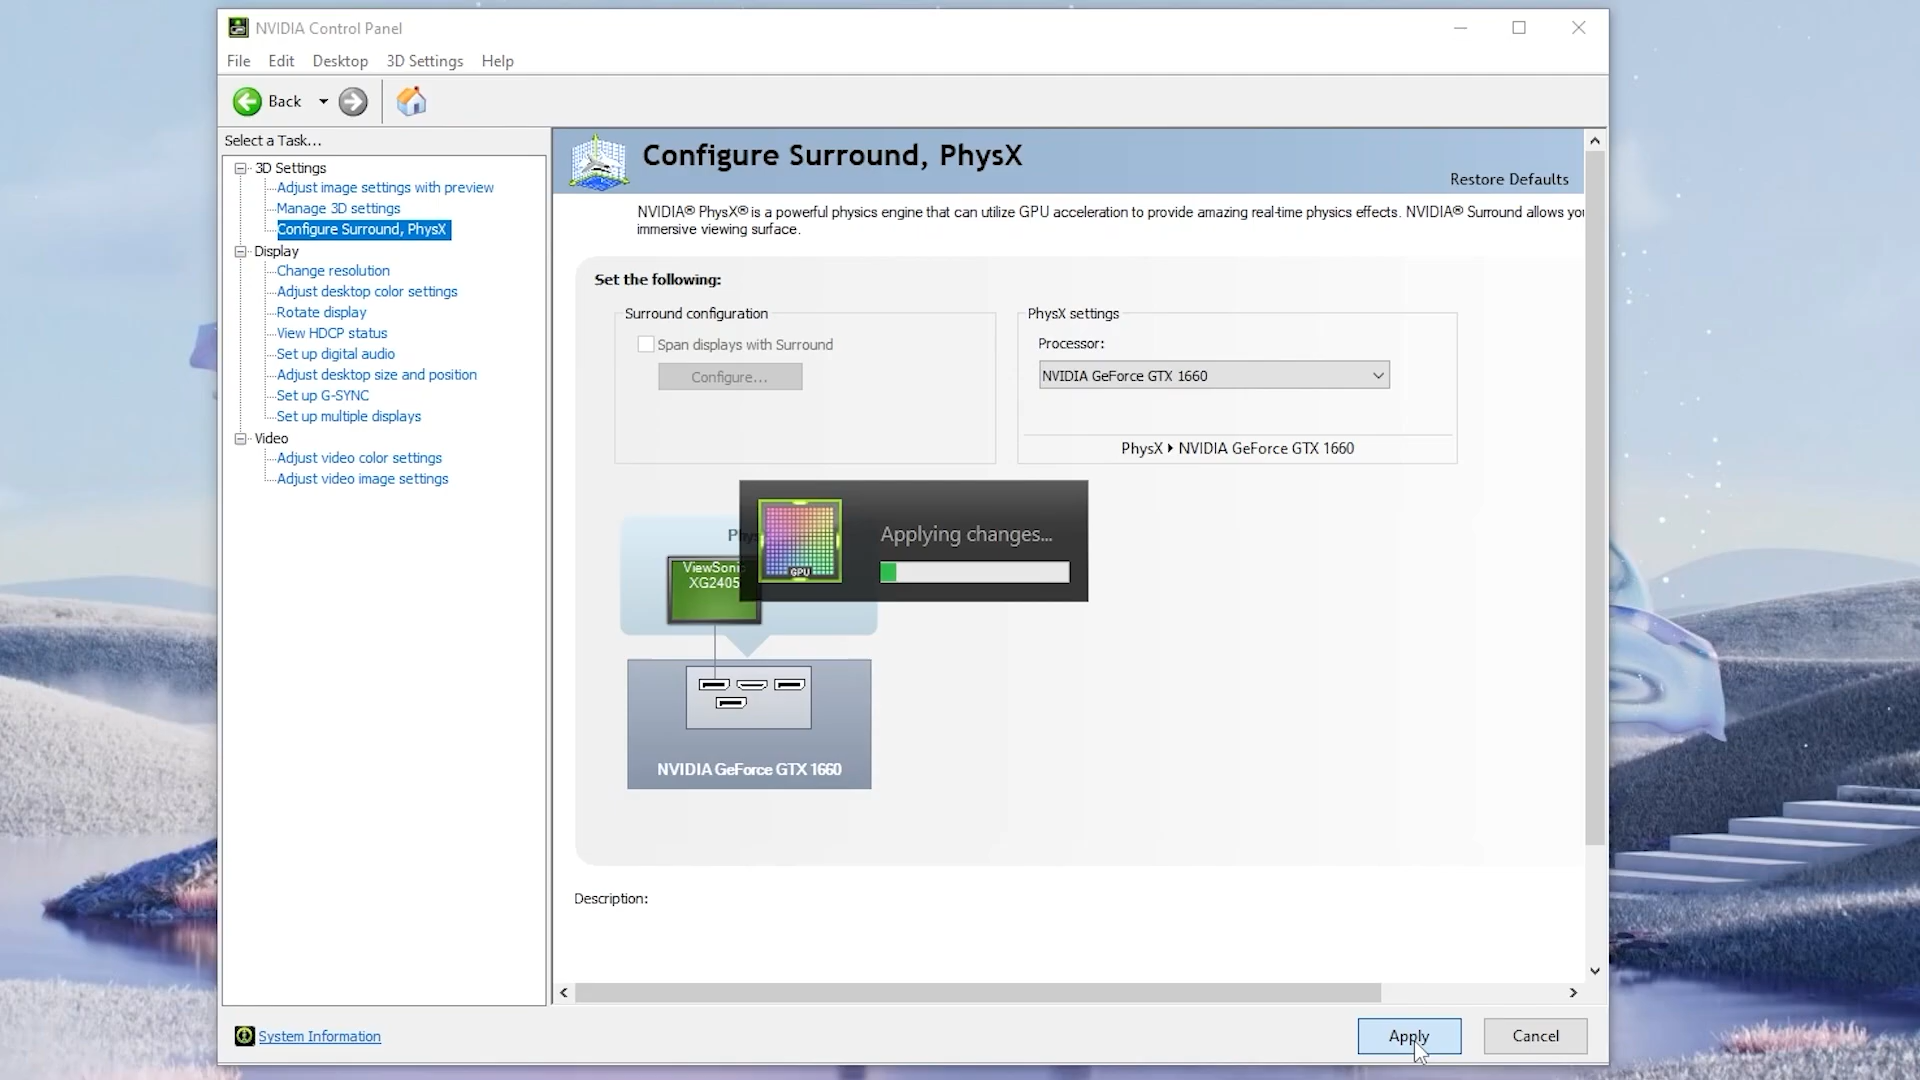 NVIDIA Control Panel
File Edit Desktop 3D Settings Help
Back
Select a Task...
3D Settings
Adjust image settings with preview
Manage 3D settings
Configure Surround, PhysX
Display
Change resolution
Adjust desktop color settings
Rotate display
View HDCP status
Set up digital audio
Adjust desktop size and position
Set up G-SYNC
Set up multiple displays
Video
Adjust video color settings
Adjust video image settings
System Information
Configure Surround, PhysX
Restore Defaults
NVIDIA® PhysX® is a powerful physics engine that can utilize GPU acceleration to provide amazing real-time physics effects. NVIDIA® Surround allows you
immersive viewing surface.
Set the following:
Surround configuration
Span displays with Surround
Configure...
PhysX settings
Processor:
NVIDIA GeForce GTX 1660
PhysX NVIDIA GeForce GTX 1660
Applying changes...
GPU
ViewSonic
XG2405
NVIDIA GeForce GTX 1660
Description:
Apply
Cancel